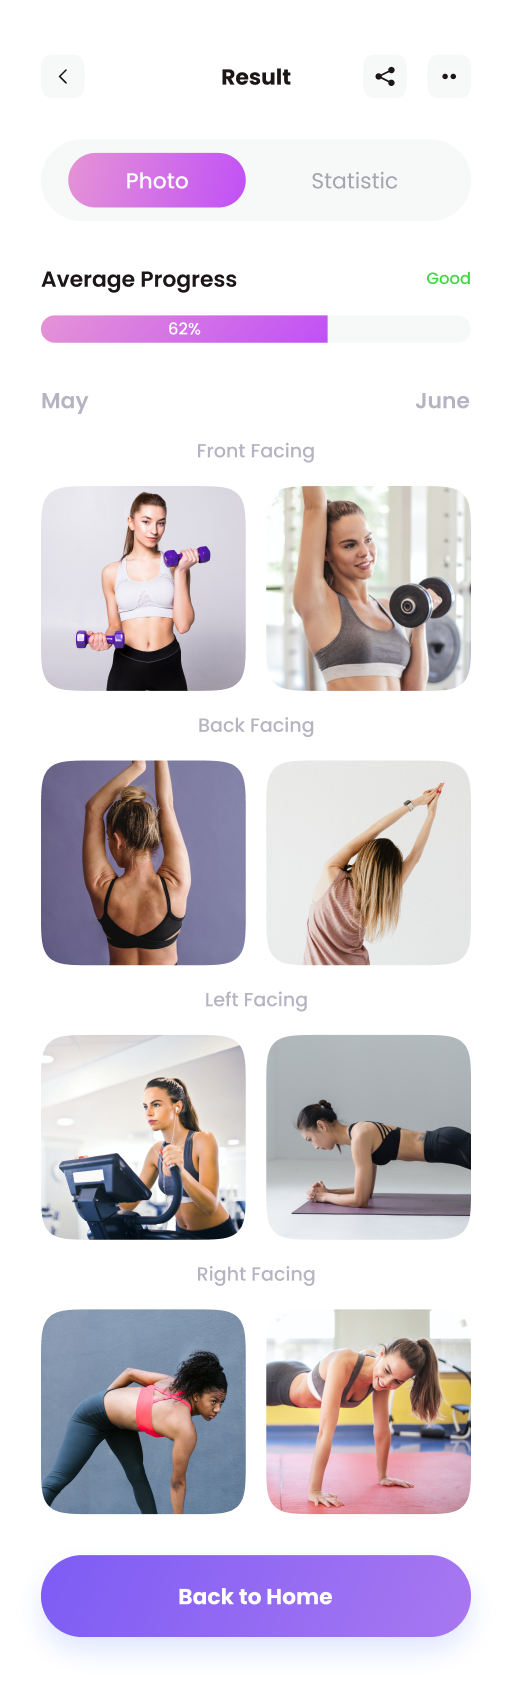 Result
Photo
Statistic
Average Progress
Good
62%
May
June
Front Facing
Back Facing
Left Facing
Right Facing
Back to Home